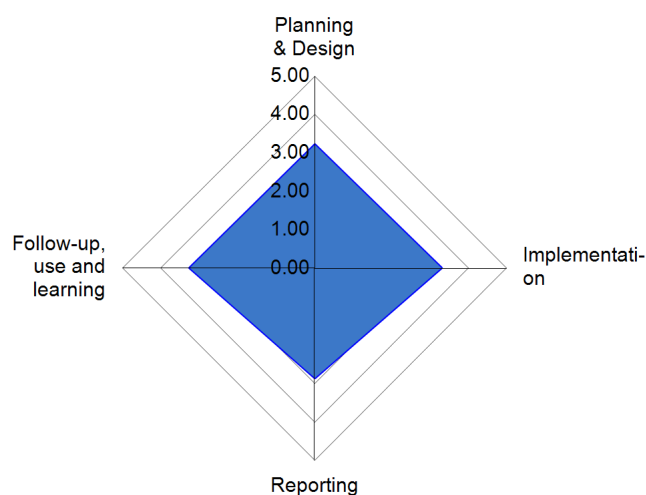 Planning
& Design
5.00
4.00
3.00
2.00
1.00
0.00
Follow-up,
use and
learning
Implementati-
on
Reporting